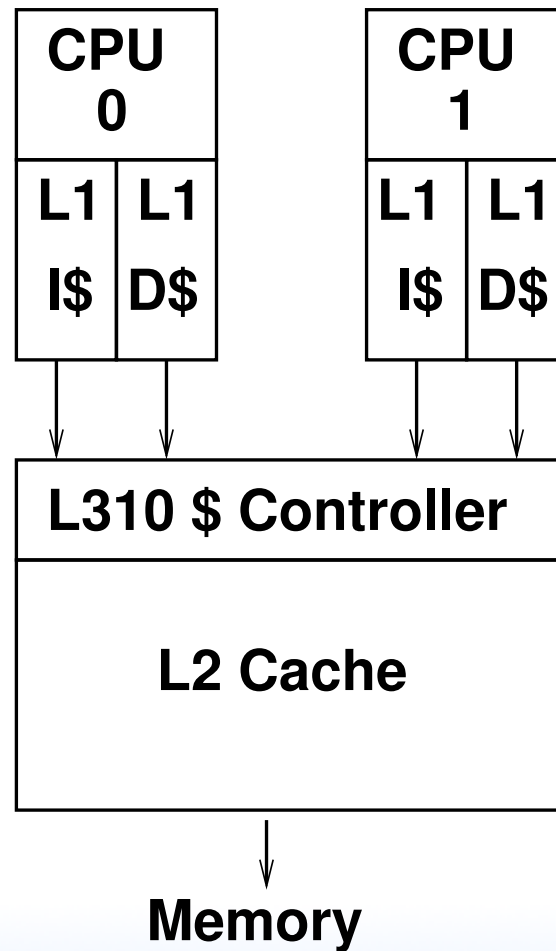 CPU
0
L1
I$
L1
D$
CPU
1
L1
I$
L1
D$
L310 $ Controller
L2 Cache
Memory